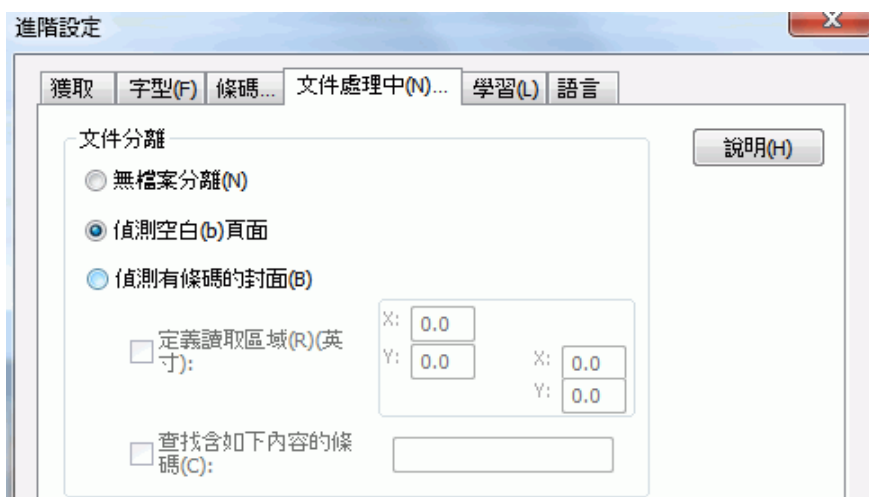 進階設定
獲取 字型(F) 條碼... 文件處理中(N)... 學習(L) 語言
文件分離
說明(H)
無檔案分離(N)
偵測空白(b)頁面
偵測有條碼的封面(B)
定義讀取區域(R)(英
寸):
X: 0.0
Y: 0.0
X: 0.0
Y: 0.0
查找含如下內容的條
碼(C):